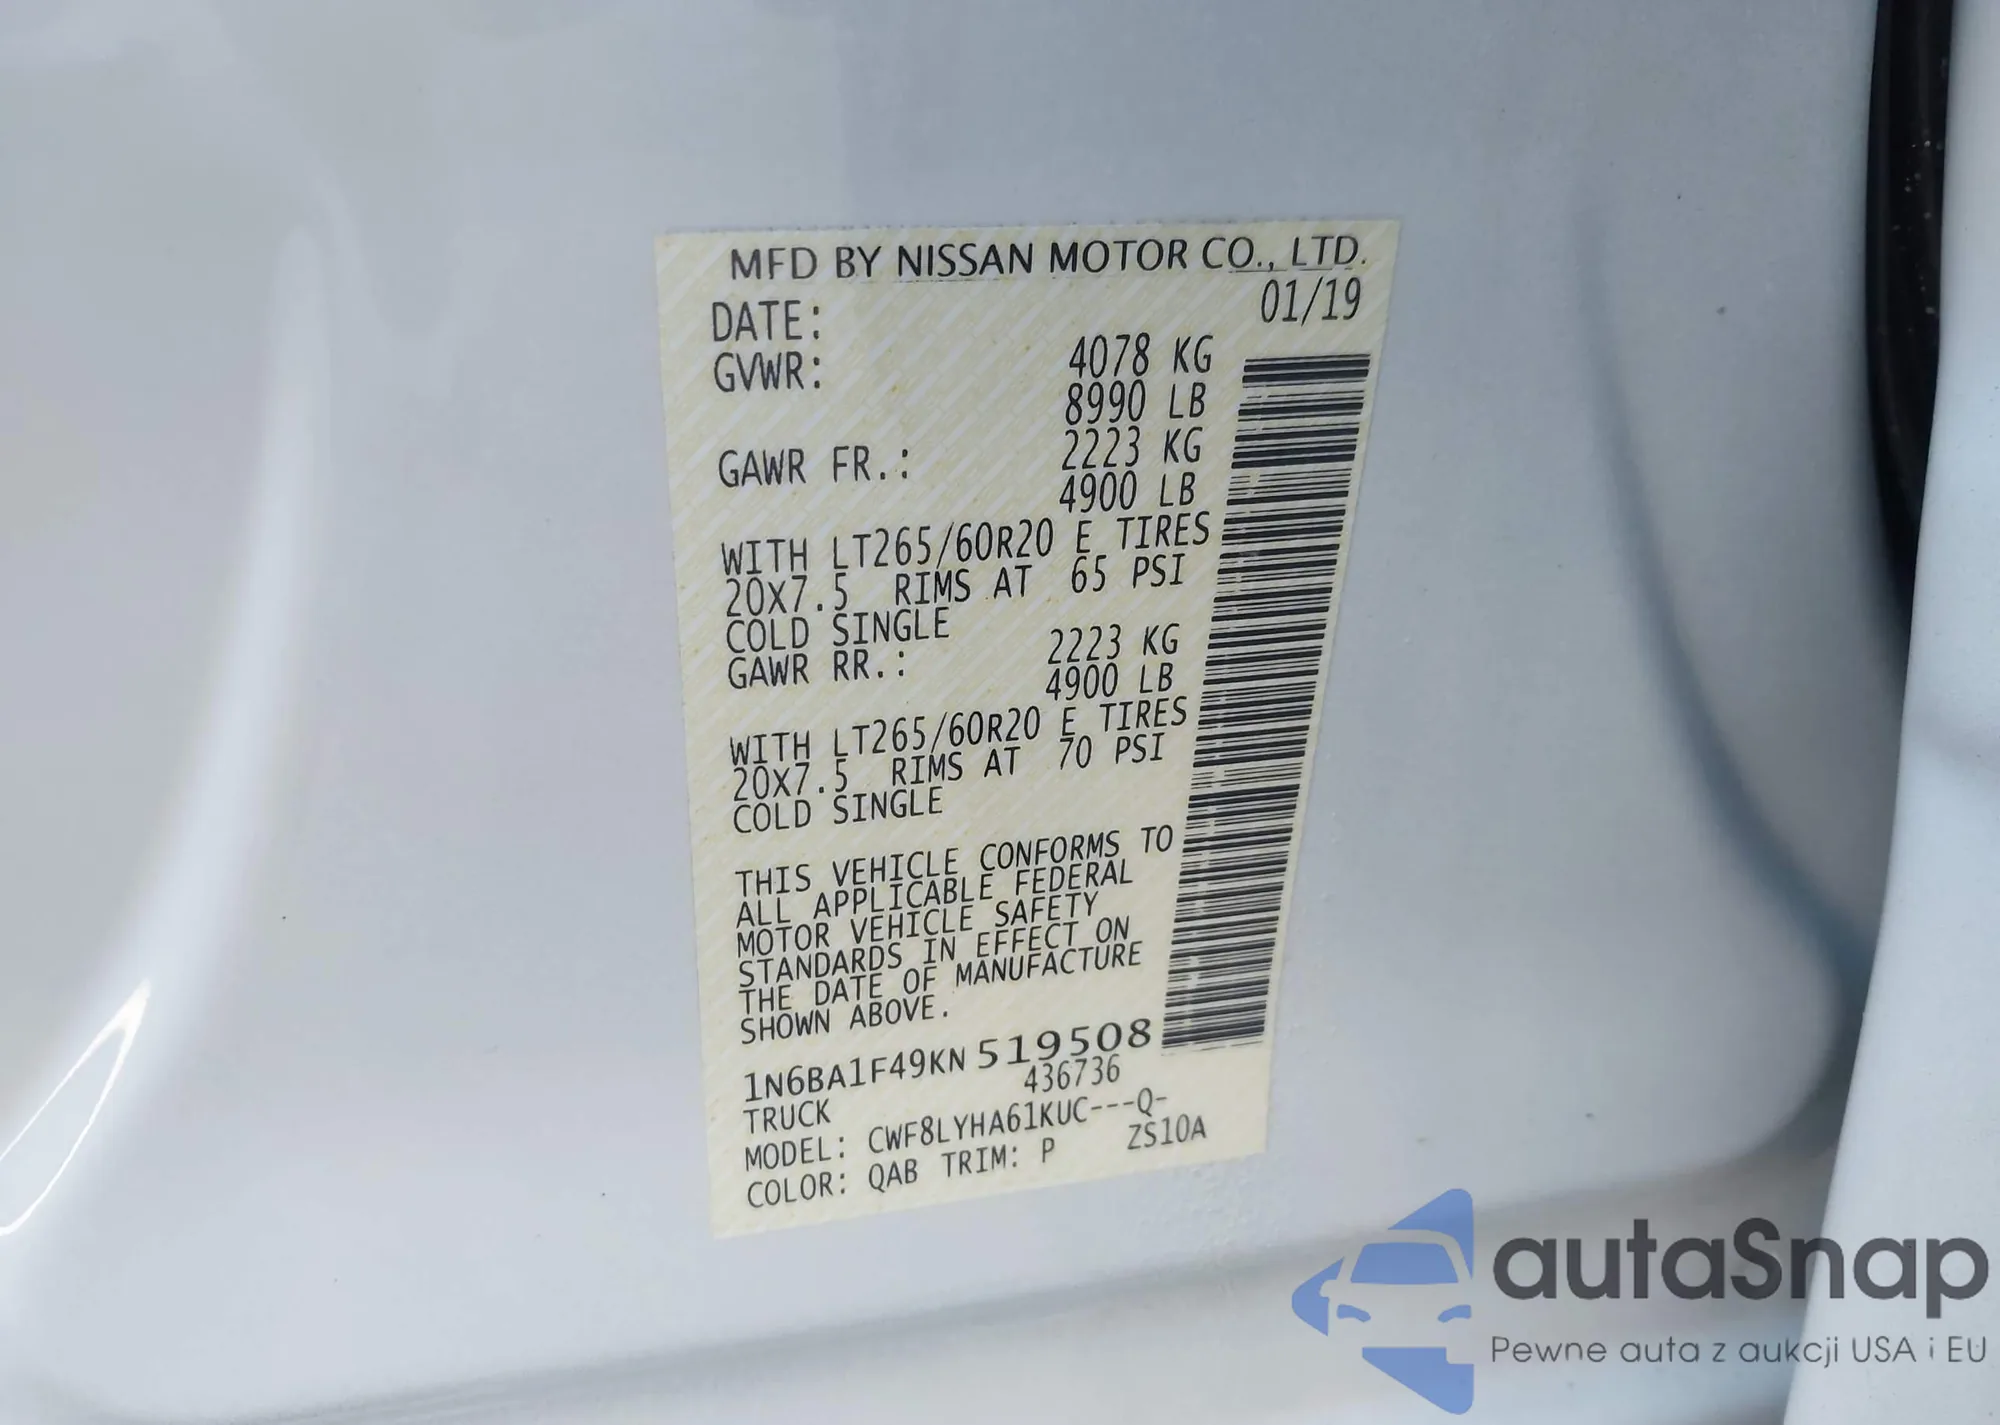 MFD BY NISSAN MOTOR CO., LTD.
DATE: 01/19
GVWR: 4078 KG
8990 LB
GAWR FR.: 2223 KG
4900 LB
WITH LT265/60R20 E TIRES
20X7.5 RIMS AT 65 PSI
COLD SINGLE
GAWR RR.: 2223 KG
4900 LB
WITH LT265/60R20 E TIRES
20X7.5 RIMS AT 70 PSI
COLD SINGLE
THIS VEHICLE CONFORMS TO
ALL APPLICABLE FEDERAL
MOTOR VEHICLE SAFETY
STANDARDS IN EFFECT ON
THE DATE OF MANUFACTURE
SHOWN ABOVE.
1N6BA1F49KN 519508
TRUCK 436736
MODEL: CWF8LYHA61KUC---Q-
COLOR: QAB TRIM: P ZS10A
autaSnap
Pewne auta z aukcji USA i EU